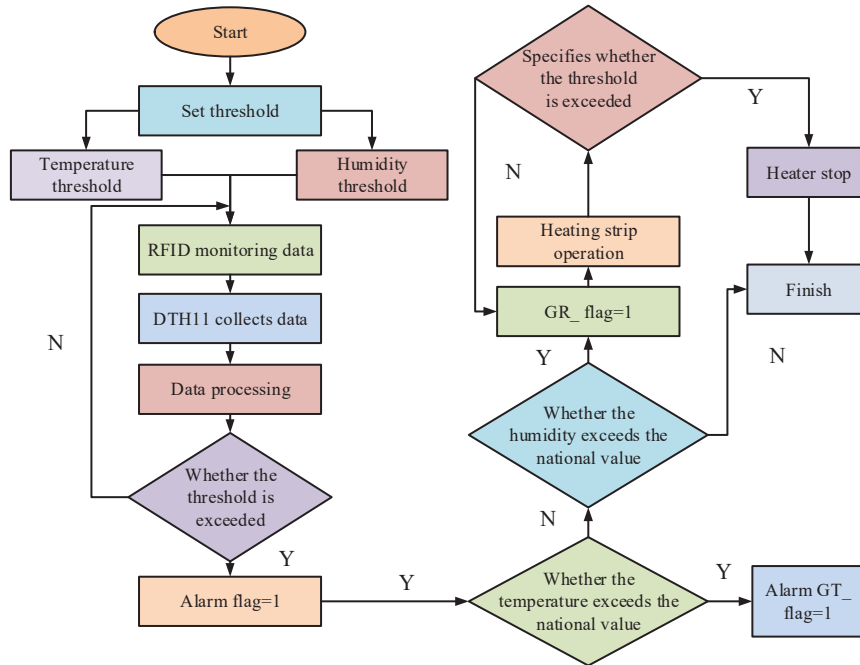 Start
Set threshold
Temperature
threshold
Humidity
threshold
RFID monitoring data
DTH11 collects data
Data processing
Whether the
threshold is
exceeded
N
Y
Alarm flag=1
Y
Whether the
temperature exceeds the
national value
Y
Alarm GT_
flag=1
N
Whether the
humidity exceeds the
national value
N
Y
GR_ flag=1
Heating strip
operation
Specifies whether
the threshold
is exceeded
N
Y
Heater stop
Finish